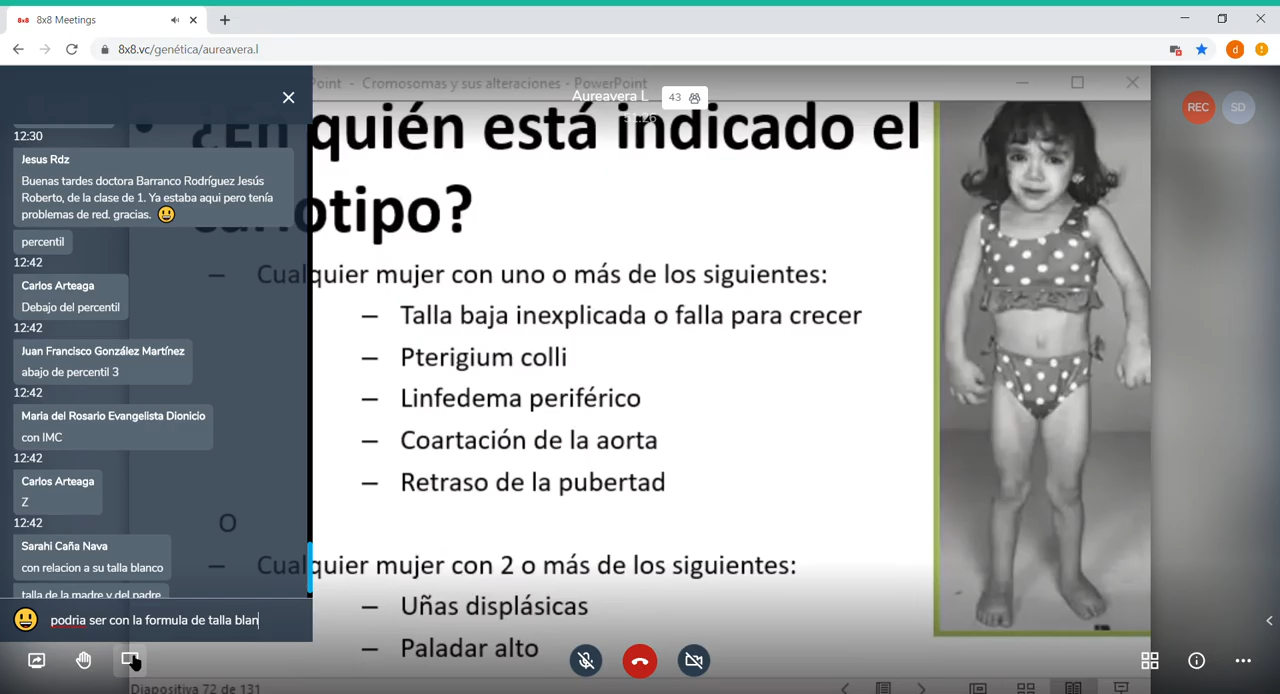 8x8 Meetings
8x8.vc/genética/aureavera.l
Point - Cromosomas y sus alteraciones - PowerPoint
Aureavera L
43
REC
SD
12:30
Jesus Rdz
Buenas tardes doctora Barranco Rodríguez Jesús
Roberto, de la clase de 1. Ya estaba aqui pero tenía
problemas de red. gracias.
percentil
12:42
Carlos Arteaga
Debajo del percentil
12:42
Juan Francisco González Martínez
abajo de percentil 3
12:42
Maria del Rosario Evangelista Dionicio
con IMC
12:42
Carlos Arteaga
Z
12:42
Sarahi Caña Nava
con relacion a su talla blanco
talla de la madre y del padre
podria ser con la formula de talla blan
¿En quién está indicado el
cariotipo?
– Cualquier mujer con uno o más de los siguientes:
– Talla baja inexplicada o falla para crecer
– Pterigium colli
– Linfedema periférico
– Coartación de la aorta
– Retraso de la pubertad
O
– Cualquier mujer con 2 o más de los siguientes:
– Uñas displásicas
– Paladar alto
Diapositiva 72 de 131